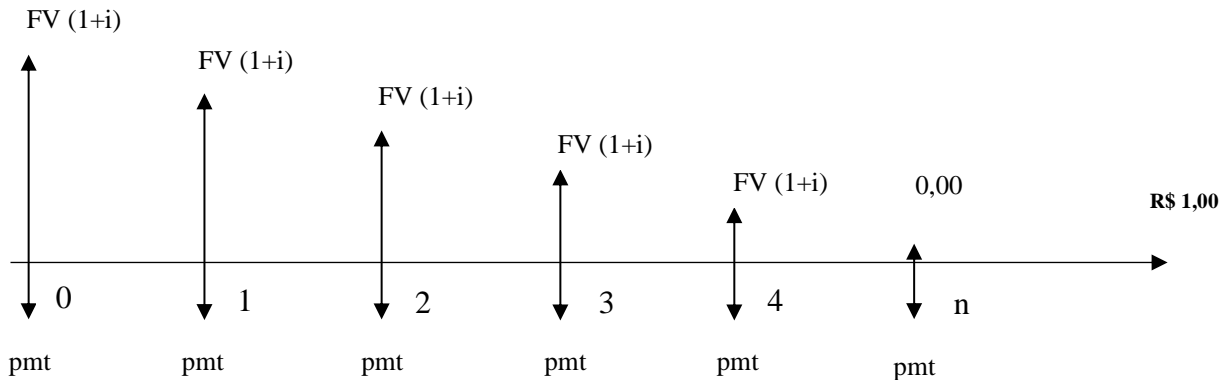 FV (1+i)
FV (1+i)
FV (1+i)
FV (1+i)
FV (1+i)
0,00
R$ 1,00
0
1
2
3
4
n
pmt
pmt
pmt
pmt
pmt
pmt